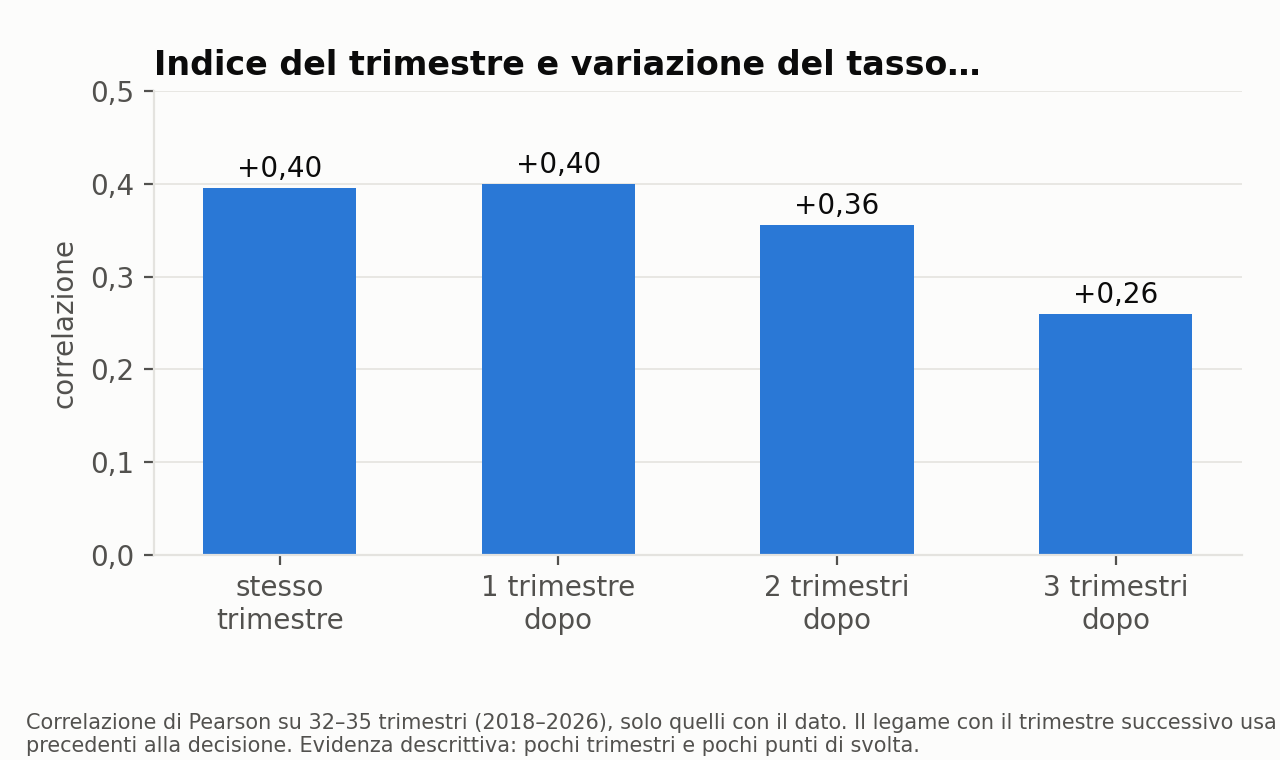 Indice del trimestre e variazione del tasso…
0,5
0,4
0,3
0,2
0,1
0,0
correlazione
+0,40
+0,40
+0,36
+0,26
stesso
trimestre
1 trimestre
dopo
2 trimestri
dopo
3 trimestri
dopo
Correlazione di Pearson su 32–35 trimestri (2018–2026), solo quelli con il dato. Il legame con il trimestre successivo usa
precedenti alla decisione. Evidenza descrittiva: pochi trimestri e pochi punti di svolta.